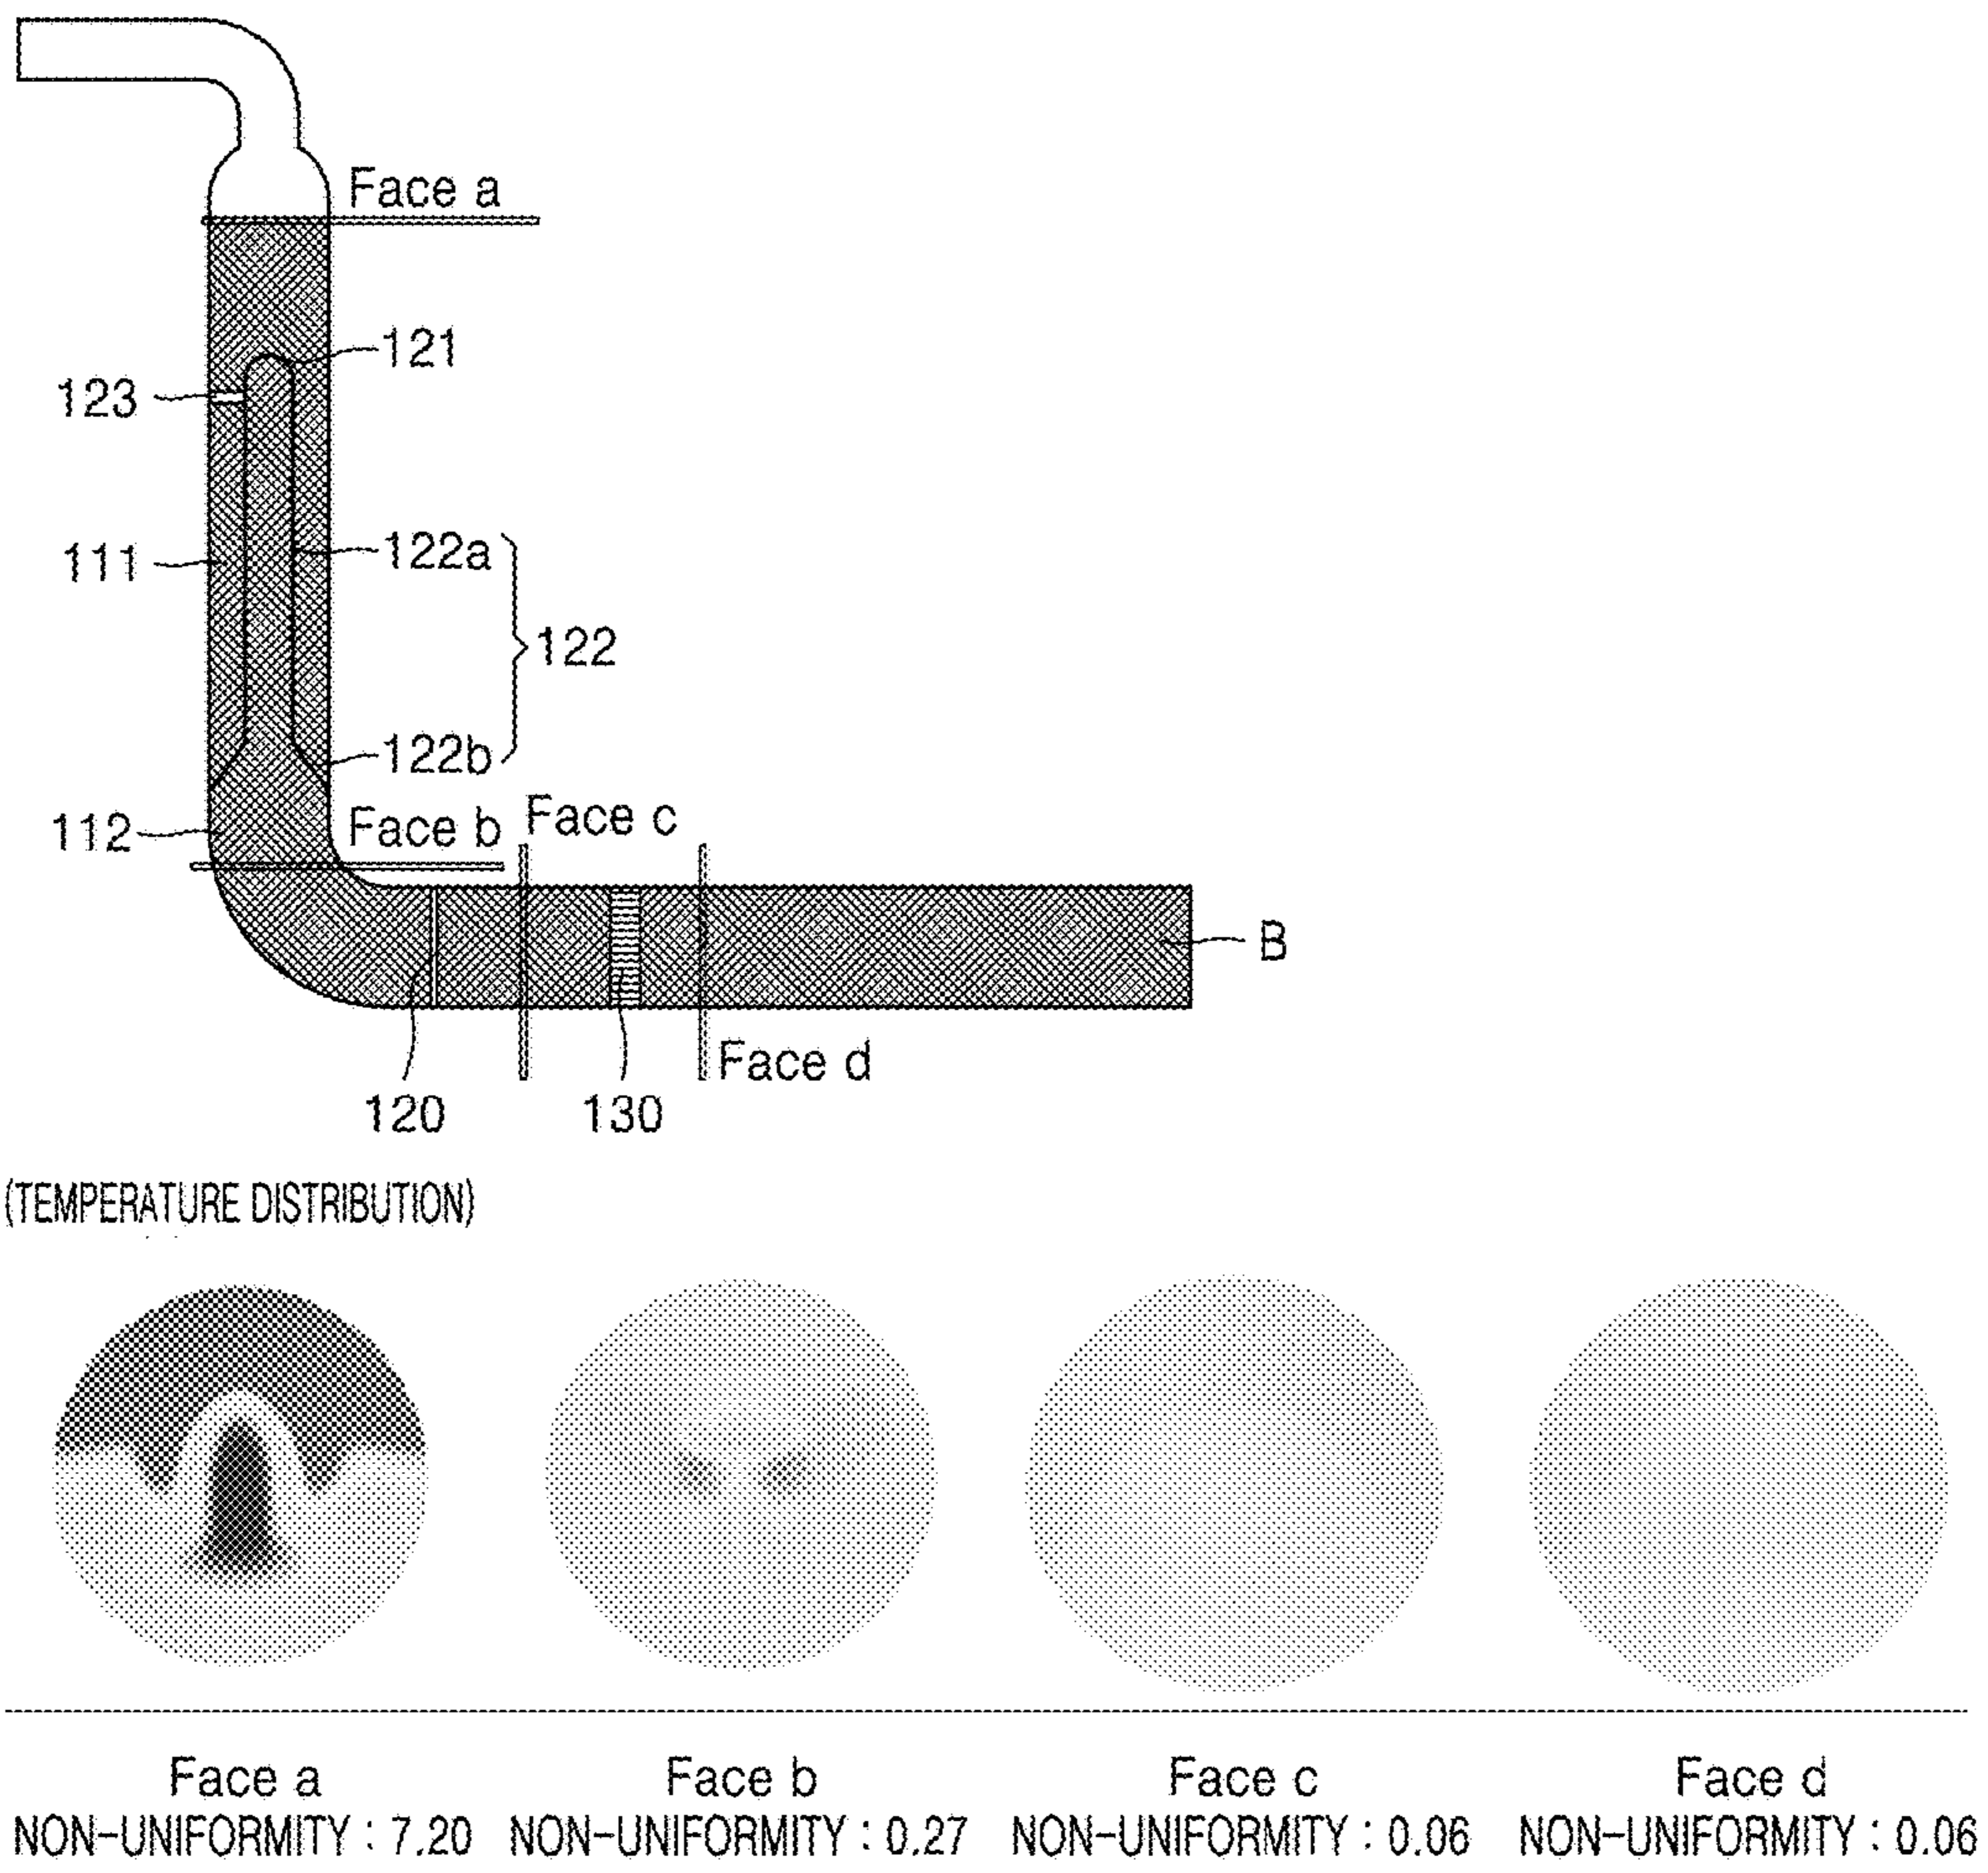 Face a
121
123
122a
111
122
122b
Face c
112
Face b
B
Face d
120
130
(TEMPERATURE DISTRIBUTION)
Face a Face b Face c Face d
NON-UNIFORMITY : 7.20 NON-UNIFORMITY : 0.27 NON-UNIFORMITY : 0.06 NON-UNIFORMITY : 0.06